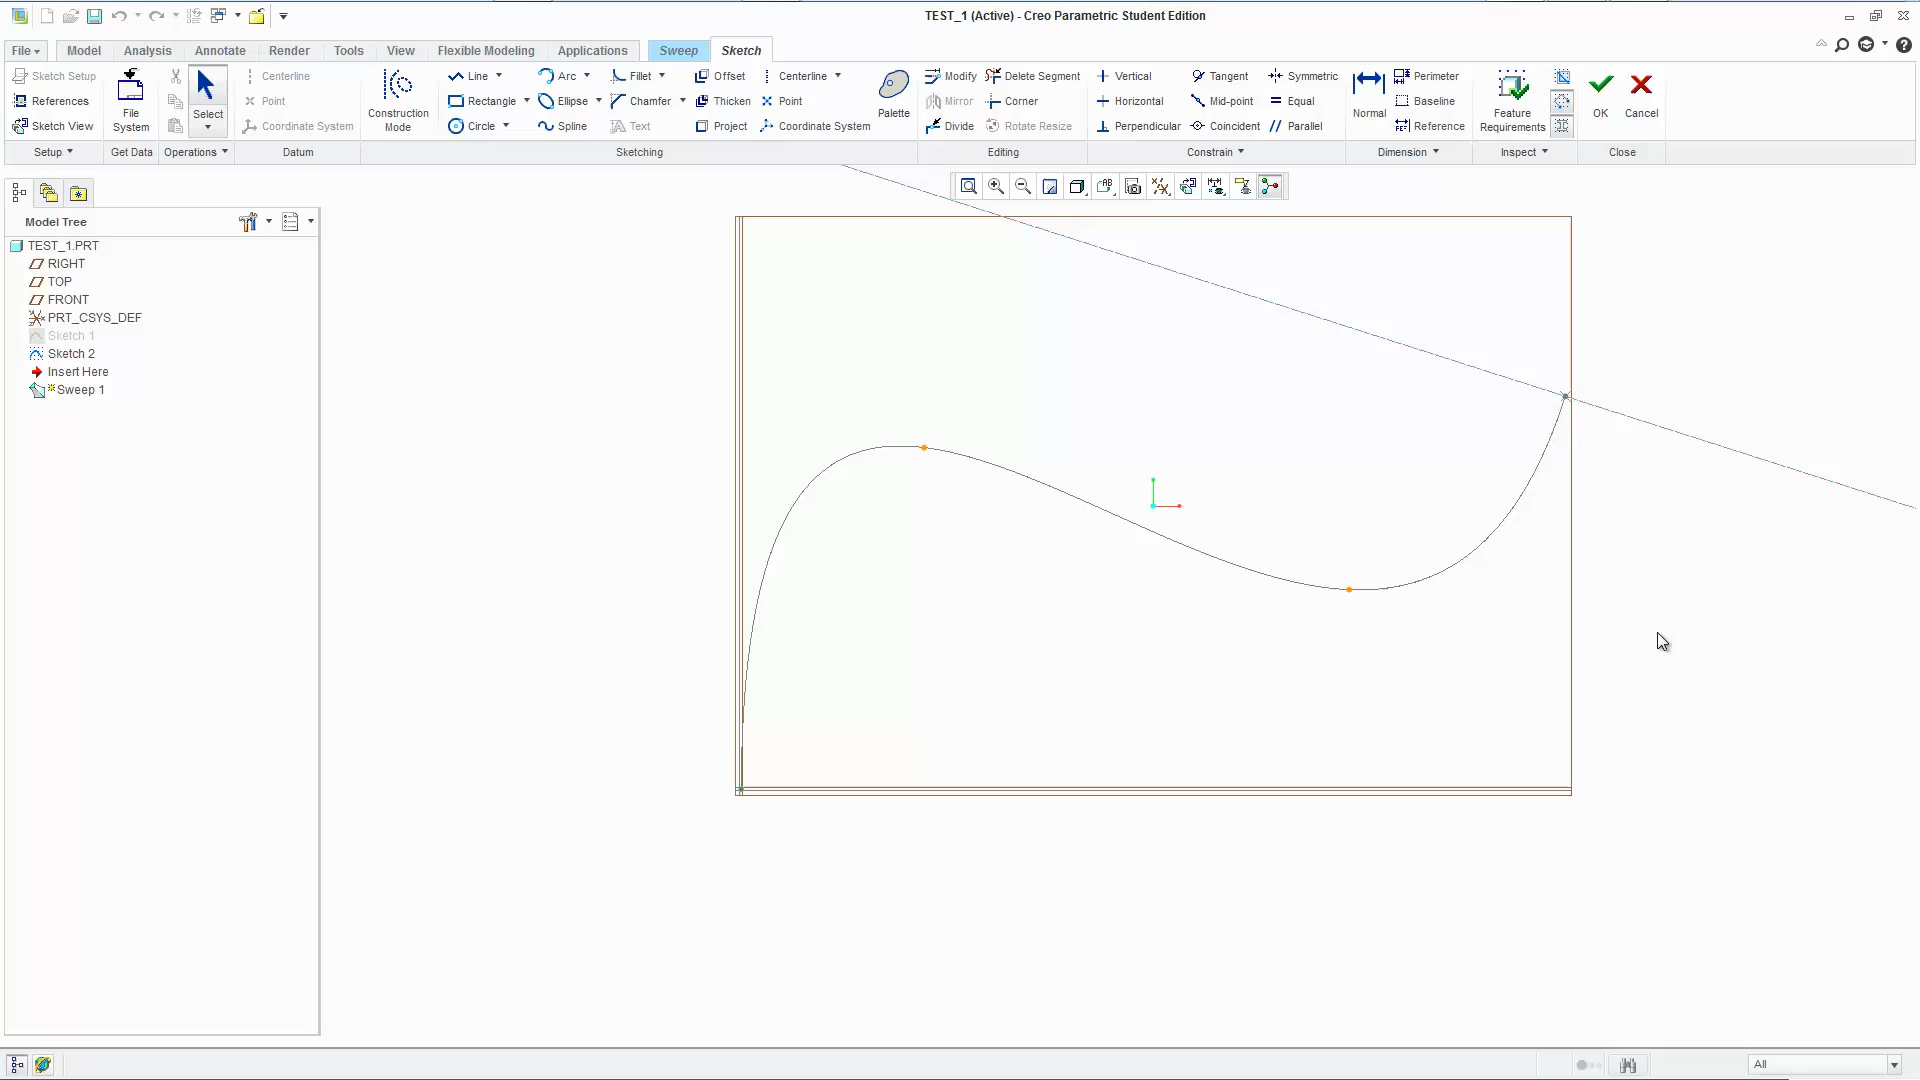 TEST_1 (Active) - Creo Parametric Student Edition
File Model Analysis Annotate Render Tools View Flexible Modeling Applications Sweep Sketch
Sketch Setup
References
Sketch View
Setup
File System
Get Data
Select
Operations
Centerline
Point
Coordinate System
Datum
Construction Mode
Line Arc Fillet Offset Centerline
Rectangle Ellipse Chamfer Thicken Point
Circle Spline Text Project Coordinate System
Palette
Sketching
Modify Delete Segment
Mirror Corner
Divide Rotate Resize
Editing
Vertical Tangent Symmetric
Horizontal Mid-point Equal
Perpendicular Coincident Parallel
Constrain
Normal
Perimeter
Baseline
Reference
Dimension
Feature Requirements
Inspect
OK
Cancel
Close
Model Tree
TEST_1.PRT
RIGHT
TOP
FRONT
PRT_CSYS_DEF
Sketch 1
Sketch 2
Insert Here
Sweep 1
All